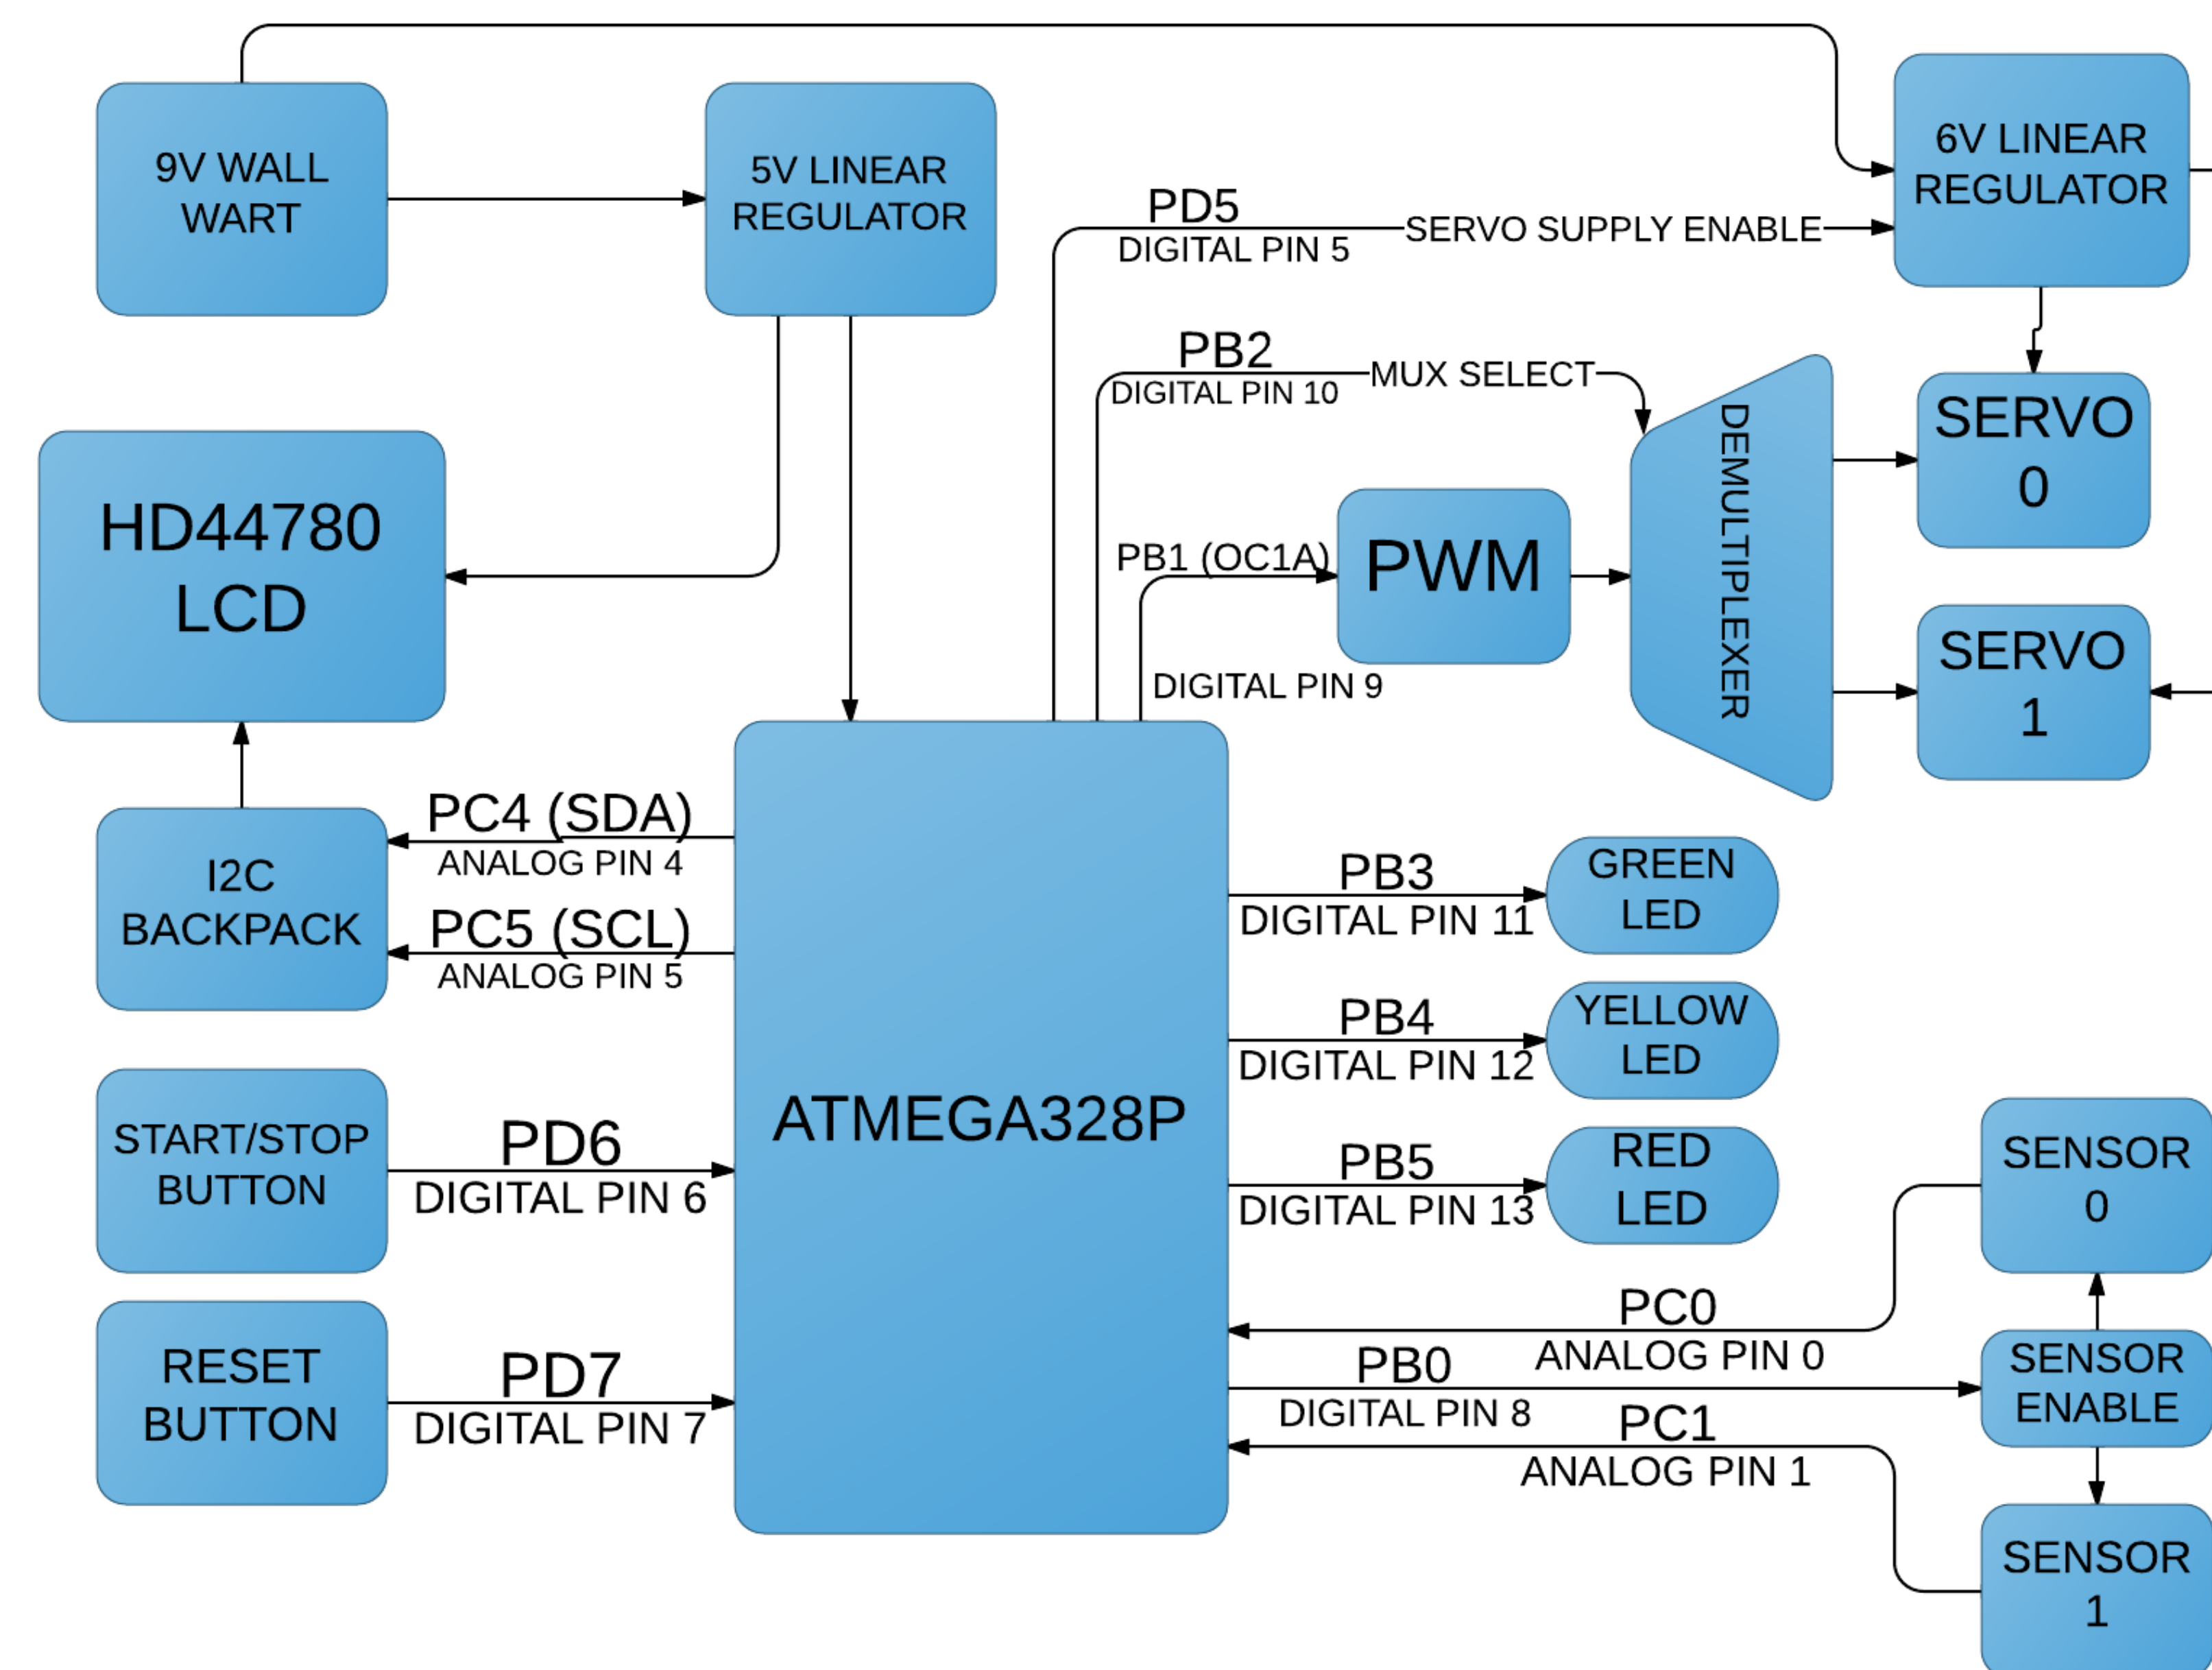 9V WALL
WART
5V LINEAR
REGULATOR
6V LINEAR
REGULATOR
PD5
DIGITAL PIN 5
SERVO SUPPLY ENABLE
PB2
DIGITAL PIN 10
MUX SELECT
DEMULTIPLEXER
SERVO
0
HD44780
LCD
PB1 (OC1A)
PWM
DIGITAL PIN 9
SERVO
1
PC4 (SDA)
ANALOG PIN 4
I2C
BACKPACK
PC5 (SCL)
ANALOG PIN 5
PB3
DIGITAL PIN 11
GREEN
LED
PB4
DIGITAL PIN 12
YELLOW
LED
ATMEGA328P
START/STOP
BUTTON
PD6
DIGITAL PIN 6
PB5
DIGITAL PIN 13
RED
LED
SENSOR
0
RESET
BUTTON
PD7
DIGITAL PIN 7
PC0
ANALOG PIN 0
PB0
DIGITAL PIN 8
SENSOR
ENABLE
PC1
ANALOG PIN 1
SENSOR
1